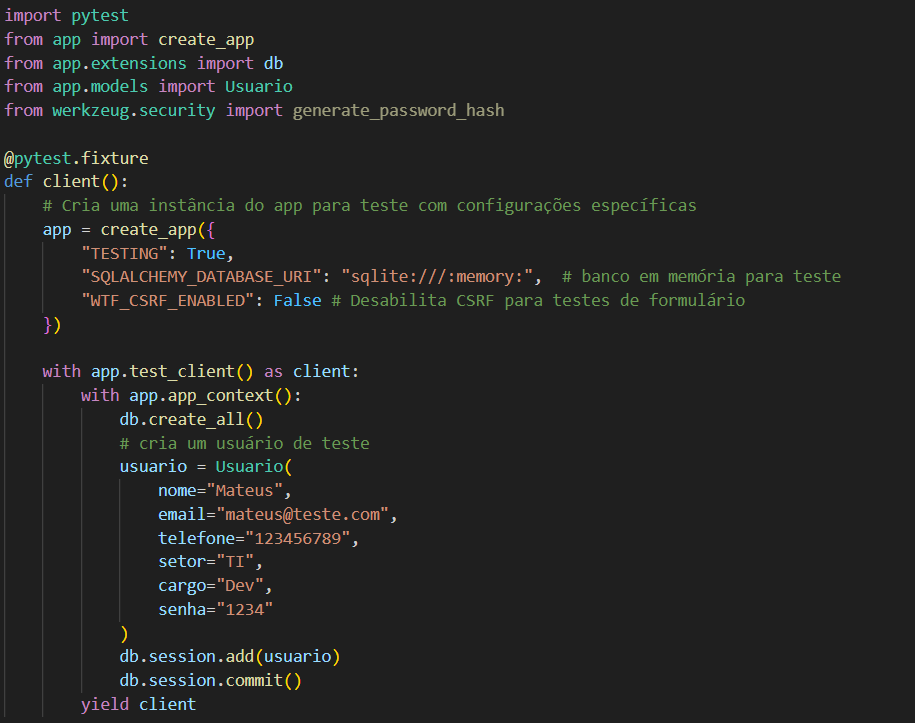 import pytest
from app import create_app
from app.extensions import db
from app.models import Usuario
from werkzeug.security import generate_password_hash

@pytest.fixture
def client():
    # Cria uma instância do app para teste com configurações específicas
    app = create_app({
        "TESTING": True,
        "SQLALCHEMY_DATABASE_URI": "sqlite:///:memory:",  # banco em memória para teste
        "WTF_CSRF_ENABLED": False # Desabilita CSRF para testes de formulário
    })

    with app.test_client() as client:
        with app.app_context():
            db.create_all()
            # cria um usuário de teste
            usuario = Usuario(
                nome="Mateus",
                email="mateus@teste.com",
                telefone="123456789",
                setor="TI",
                cargo="Dev",
                senha="1234"
            )
            db.session.add(usuario)
            db.session.commit()
        yield client